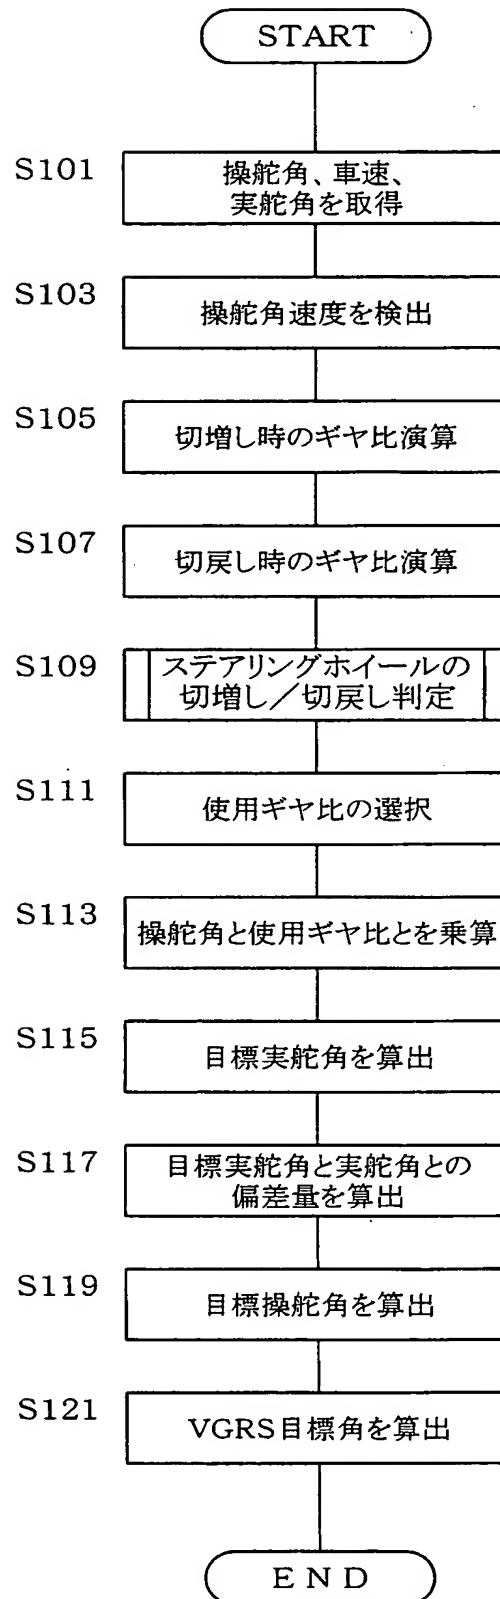 START
S101
操舵角、車速、
実舵角を取得
S103
操舵角速度を検出
S105
切増し時のギヤ比演算
S107
切戻し時のギヤ比演算
S109
ステアリングホイールの
切増し／切戻し判定
S111
使用ギヤ比の選択
S113
操舵角と使用ギヤ比とを乗算
S115
目標実舵角を算出
S117
目標実舵角と実舵角との
偏差量を算出
S119
目標操舵角を算出
S121
VGRS目標角を算出
END